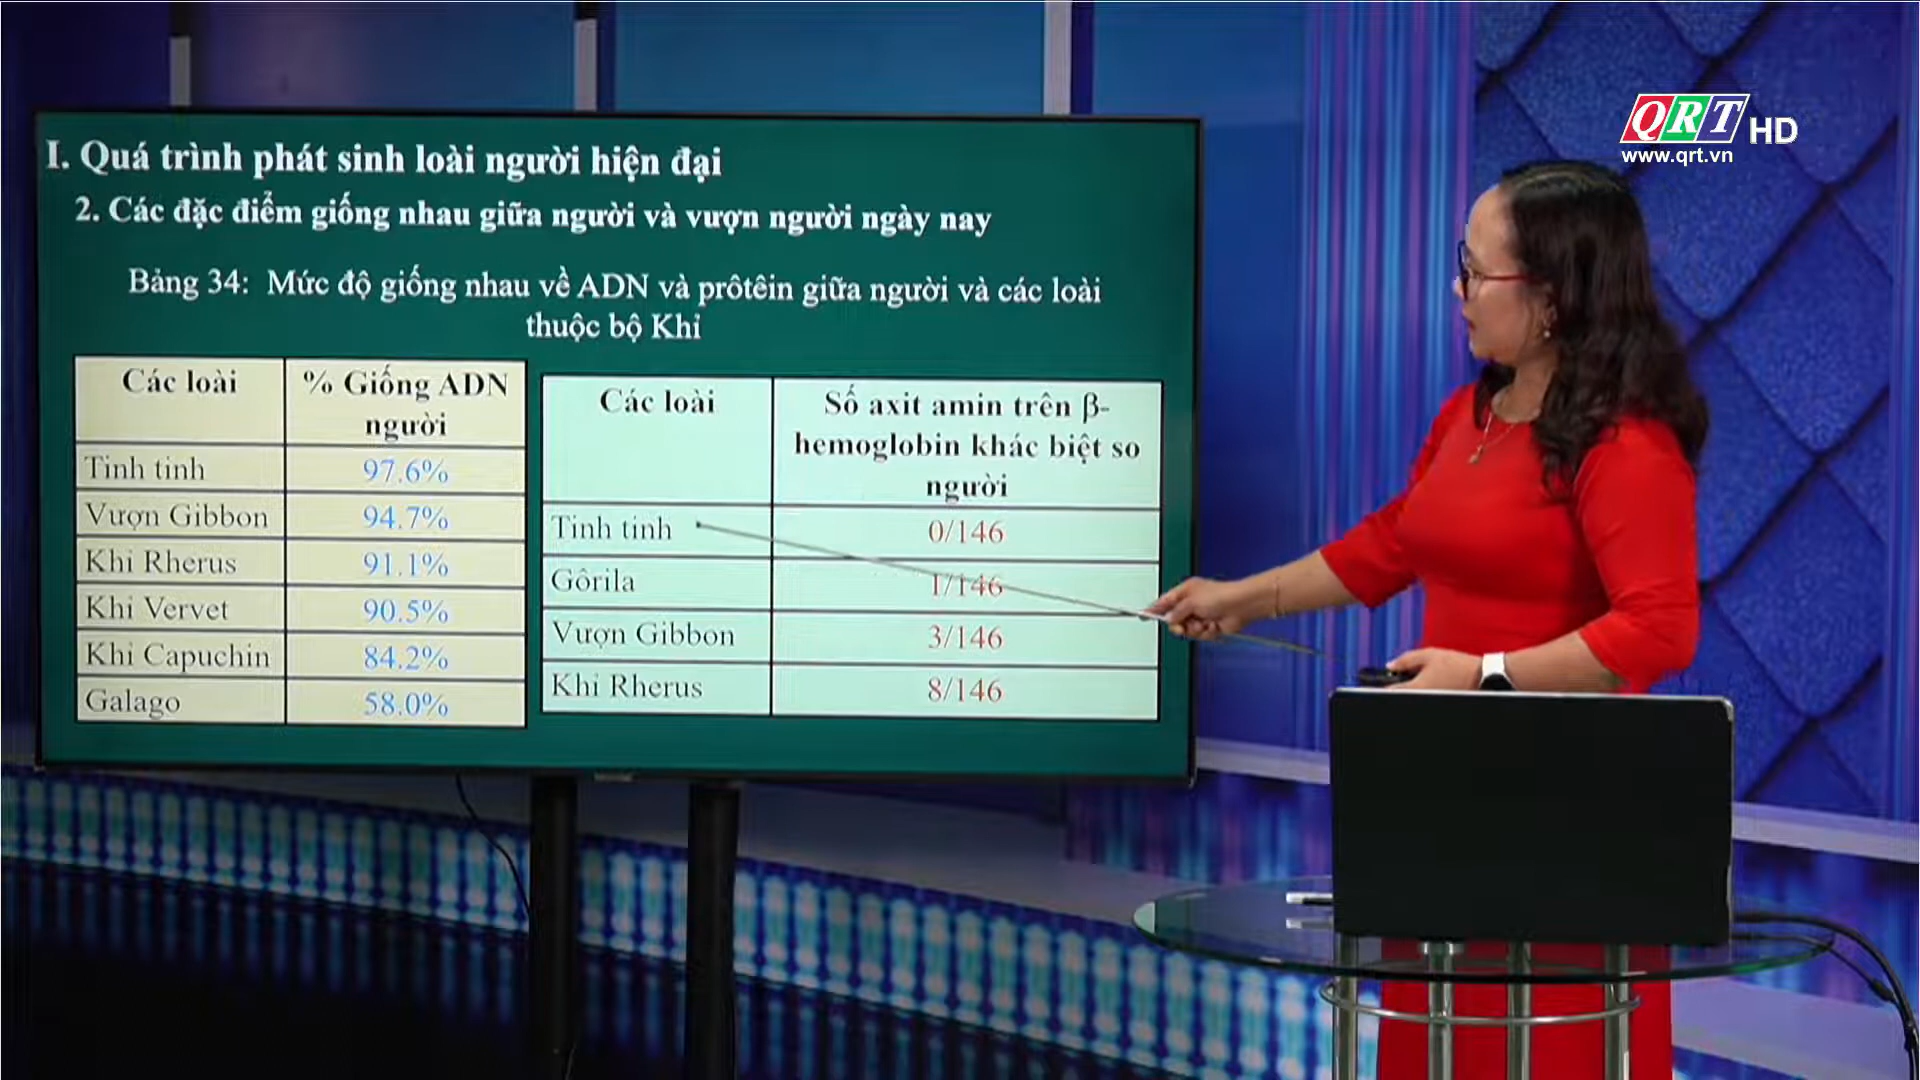 QRT HD
www.qrt.vn
I. Quá trình phát sinh loài người hiện đại
2. Các đặc điểm giống nhau giữa người và vượn người ngày nay
Bảng 34: Mức độ giống nhau về ADN và prôtêin giữa người và các loài
thuộc bộ Khỉ
Các loài % Giống ADN
người
Tinh tinh 97.6%
Vượn Gibbon 94.7%
Khỉ Rherus 91.1%
Khỉ Vervet 90.5%
Khỉ Capuchin 84.2%
Galago 58.0%
Các loài Số axit amin trên β-
hemoglobin khác biệt so
người
Tinh tinh 0/146
Gôrila 1/146
Vượn Gibbon 3/146
Khỉ Rherus 8/146